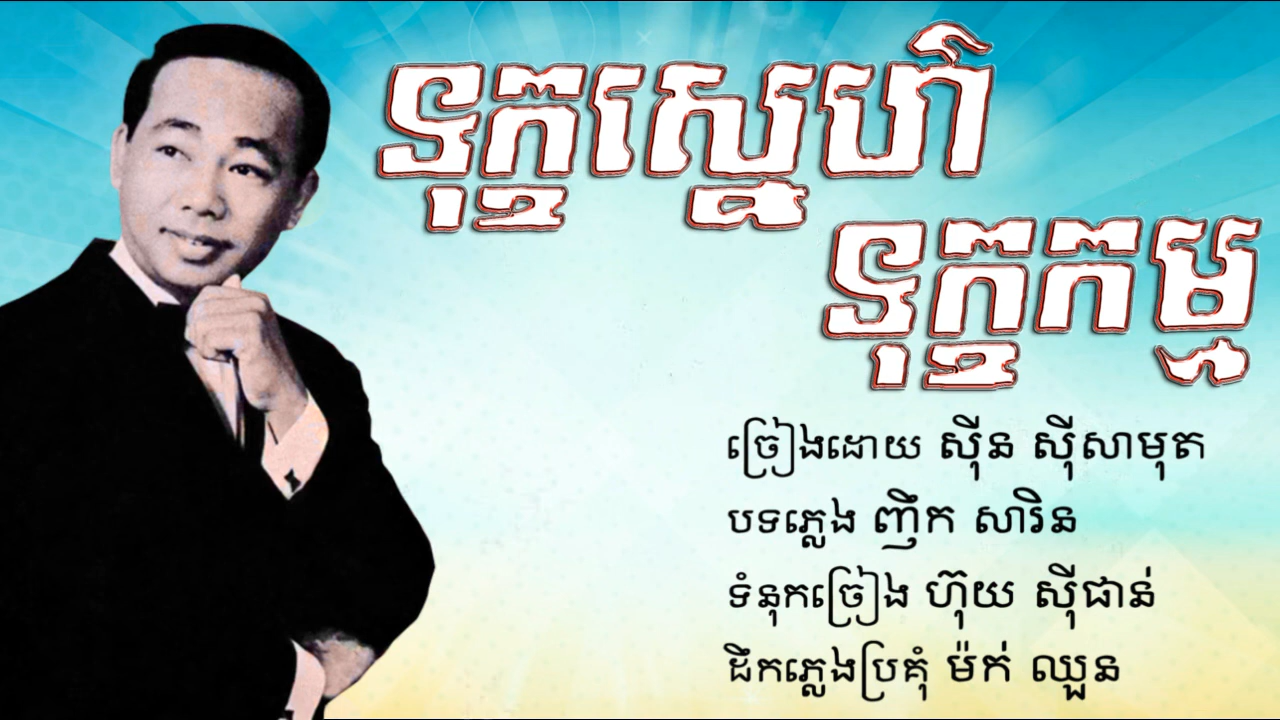 ទុក្ខស្នេហ៍
ទុក្ខកម្ម
ច្រៀងដោយ ស៊ីន ស៊ីសាមុត
បទភ្លេង ញឹក សារិន
ទំនុកច្រៀង ហ៊ុយ ស៊ីផាន់
ដឹកភ្លេងប្រគុំ ម៉ក់ ឈួន